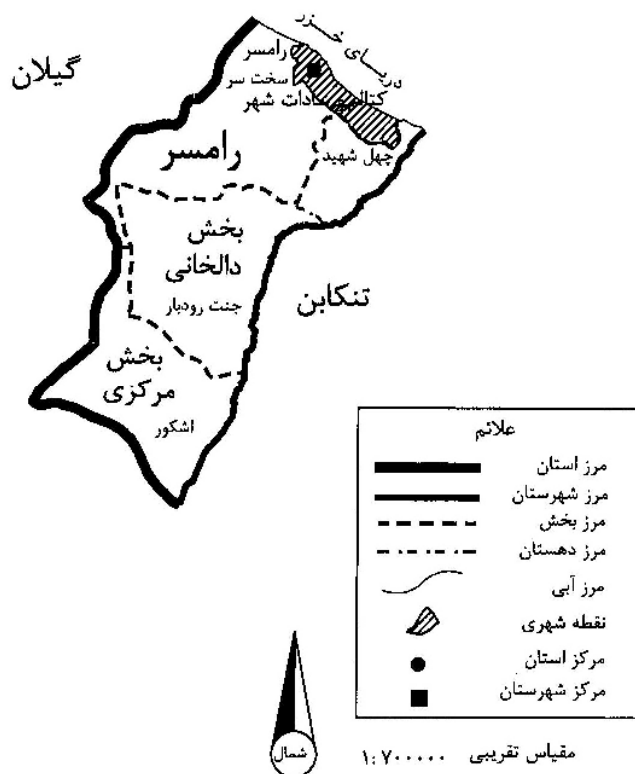 دریای خزر
گیلان
رامسر
سخت سر
سادات شهر
چهل شهید
رامسر
بخش
دالخانی
جنت رودبار
تنکابن
بخش
مرکزی
اشکور
علائم
مرز استان
مرز شهرستان
مرز بخش
مرز دهستان
مرز آبی
نقطه شهری
مرکز استان
مرکز شهرستان
شمال
مقیاس تقریبی ۱:۷۰۰۰۰۰